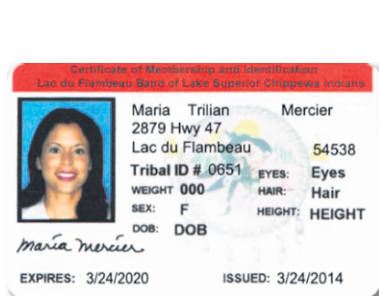 Certificate of Membership and Identification
Lac du Flambeau Band of Lake Superior Chippewa Indians
Maria Trilian Mercier
2879 Hwy 47
Lac du Flambeau 54538
Tribal ID # 0651 EYES: Eyes
WEIGHT 000 HAIR: Hair
SEX: F HEIGHT: HEIGHT
DOB: DOB
Maria Mercier
EXPIRES: 3/24/2020 ISSUED: 3/24/2014